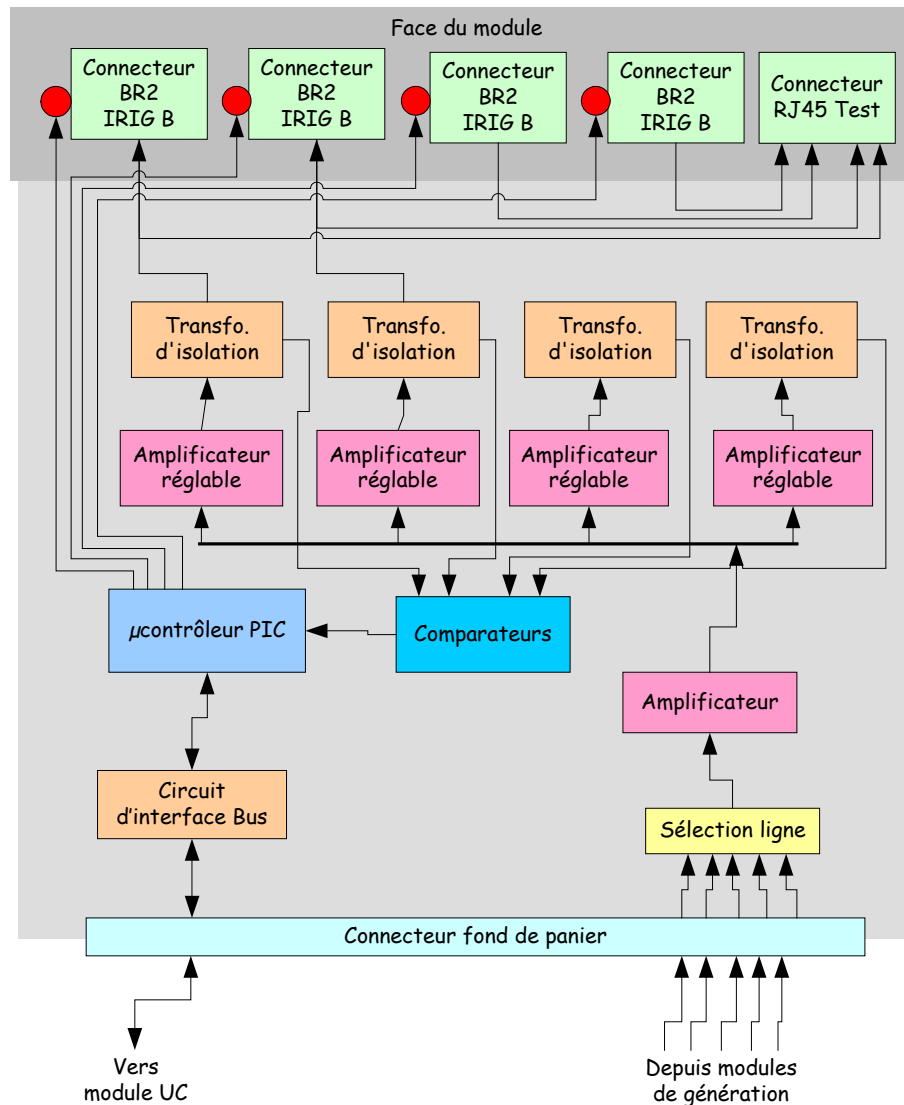 Face du module
Connecteur
BR2
IRIG B
Connecteur
BR2
IRIG B
Connecteur
BR2
IRIG B
Connecteur
BR2
IRIG B
Connecteur
RJ45 Test
Transfo.
d'isolation
Transfo.
d'isolation
Transfo.
d'isolation
Transfo.
d'isolation
Amplificateur
réglable
Amplificateur
réglable
Amplificateur
réglable
Amplificateur
réglable
µcontrôleur PIC
Comparateurs
Amplificateur
Circuit
d'interface Bus
Sélection ligne
Connecteur fond de panier
Vers
module UC
Depuis modules
de génération